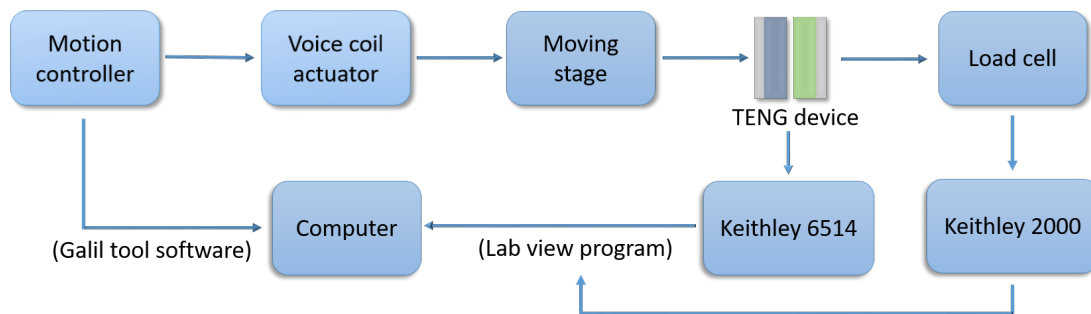 Motion
controller
Voice coil
actuator
Moving
stage
TENG device
Load cell
Computer
Keithley 6514
Keithley 2000
(Galil tool software)
(Lab view program)